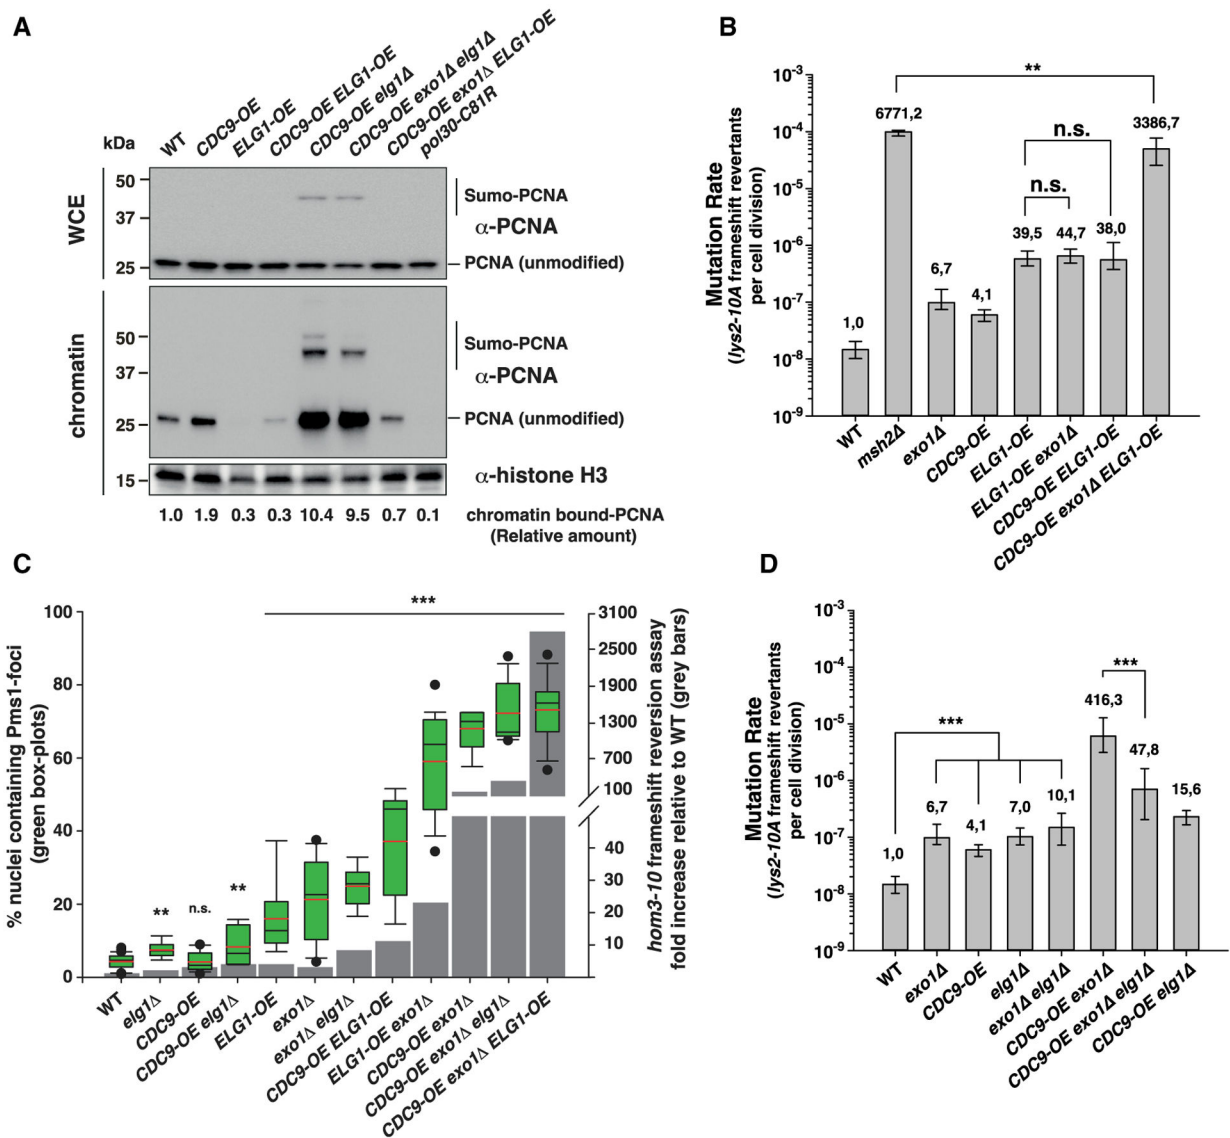 A
kDa
WT
CDC9-OE
ELG1-OE
CDC9-OE ELG1-OE
CDC9-OE elg1Δ
CDC9-OE exo1Δ elg1Δ
CDC9-OE exo1Δ ELG1-OE
pol30-C81R
WCE
50
37
25
Sumo-PCNA
α-PCNA
PCNA (unmodified)
chromatin
50
37
25
15
Sumo-PCNA
α-PCNA
PCNA (unmodified)
α-histone H3
1.0 1.9 0.3 0.3 10.4 9.5 0.7 0.1
chromatin bound-PCNA
(Relative amount)
B
Mutation Rate
(lys2-10A frameshift revertants
per cell division)
10-3
10-4
10-5
10-6
10-7
10-8
10-9
**
n.s.
n.s.
1,0
6771,2
6,7
4,1
39,5
44,7
38,0
3386,7
WT
msh2Δ
exo1Δ
CDC9-OE
ELG1-OE
ELG1-OE exo1Δ
CDC9-OE ELG1-OE
CDC9-OE exo1Δ ELG1-OE
C
% nuclei containing Pms1-foci
(green box-plots)
100
80
60
40
20
0
**
n.s.
**
***
3100
2500
1900
1300
700
100
40
30
20
10
hom3-10 frameshift reversion assay
fold increase relative to WT (grey bars)
WT
elg1Δ
CDC9-OE
CDC9-OE elg1Δ
ELG1-OE
exo1Δ
exo1Δ elg1Δ
CDC9-OE ELG1-OE
ELG1-OE exo1Δ
CDC9-OE exo1Δ
CDC9-OE exo1Δ elg1Δ
CDC9-OE exo1Δ ELG1-OE
D
Mutation Rate
(lys2-10A frameshift revertants
per cell division)
10-3
10-4
10-5
10-6
10-7
10-8
10-9
***
***
1,0
6,7
4,1
7,0
10,1
416,3
47,8
15,6
WT
exo1Δ
CDC9-OE
elg1Δ
exo1Δ elg1Δ
CDC9-OE exo1Δ
CDC9-OE exo1Δ elg1Δ
CDC9-OE elg1Δ